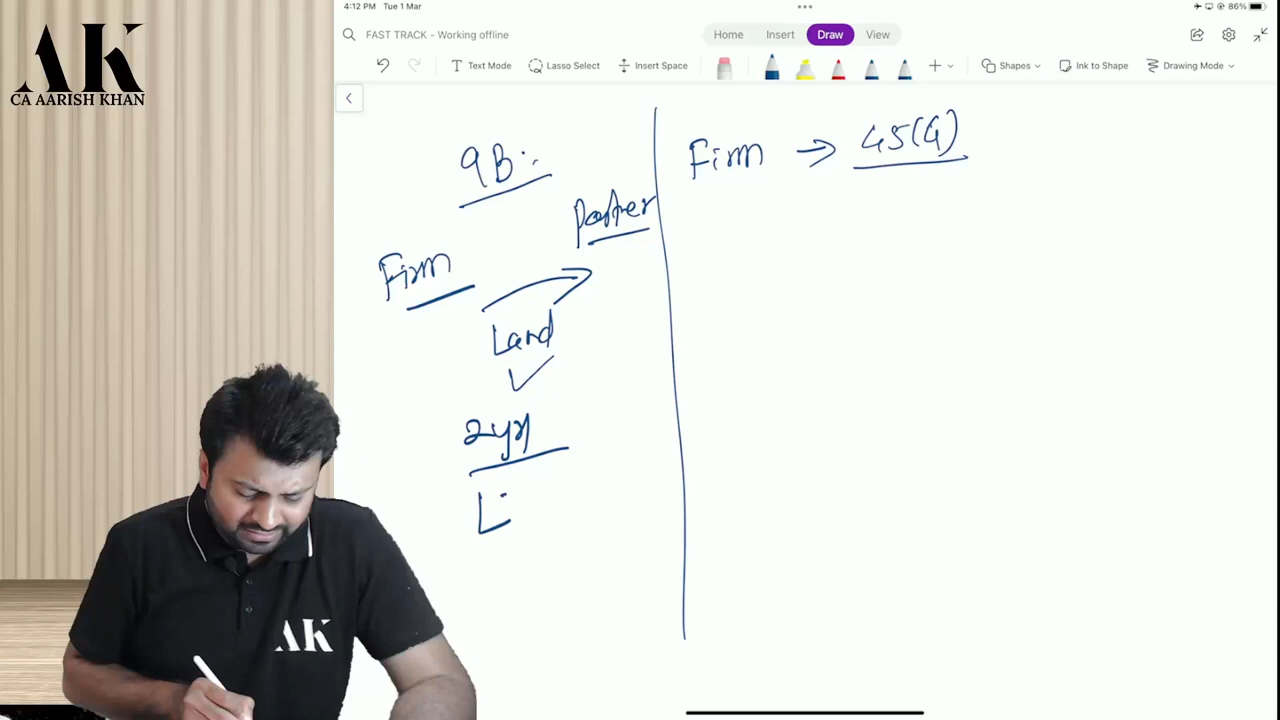 4:12 PM Tue 1 Mar
86%
AK
CA AARISH KHAN
FAST TRACK - Working offline
Home Insert Draw View
Text Mode Lasso Select Insert Space Shapes Ink to Shape Drawing Mode
9B:
Firm → 45(4)
Partner
Firm
Land
2yr
L
AK